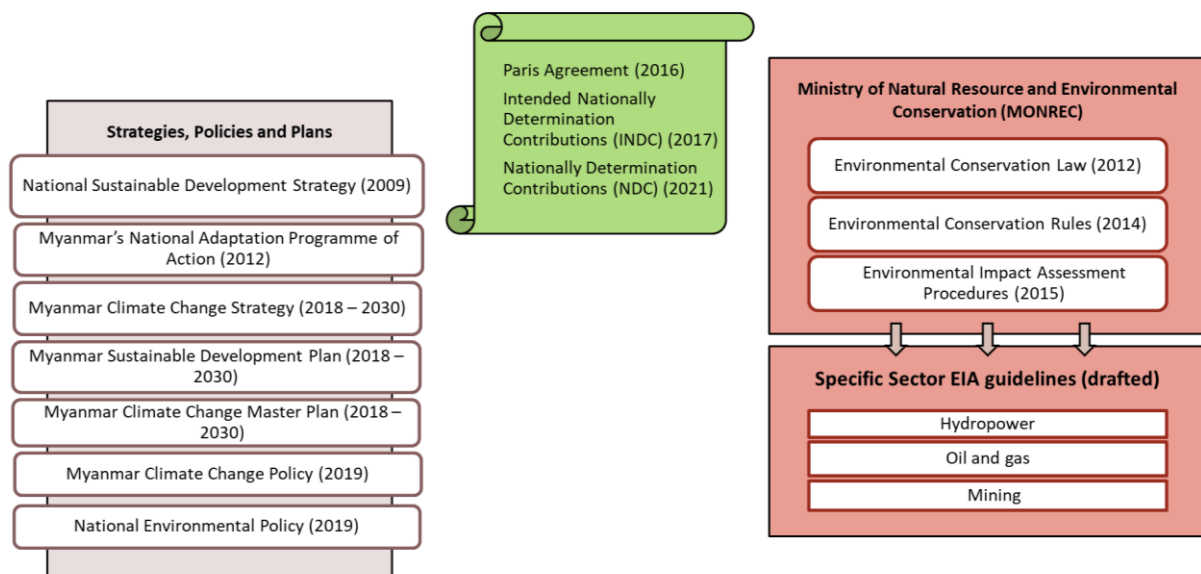 Strategies, Policies and Plans
National Sustainable Development Strategy (2009)
Myanmar’s National Adaptation Programme of
Action (2012)
Myanmar Climate Change Strategy (2018 – 2030)
Myanmar Sustainable Development Plan (2018 –
2030)
Myanmar Climate Change Master Plan (2018 –
2030)
Myanmar Climate Change Policy (2019)
National Environmental Policy (2019)
Paris Agreement (2016)
Intended Nationally
Determination
Contributions (INDC) (2017)
Nationally Determination
Contributions (NDC) (2021)
Ministry of Natural Resource and Environmental
Conservation (MONREC)
Environmental Conservation Law (2012)
Environmental Conservation Rules (2014)
Environmental Impact Assessment
Procedures (2015)
Specific Sector EIA guidelines (drafted)
Hydropower
Oil and gas
Mining